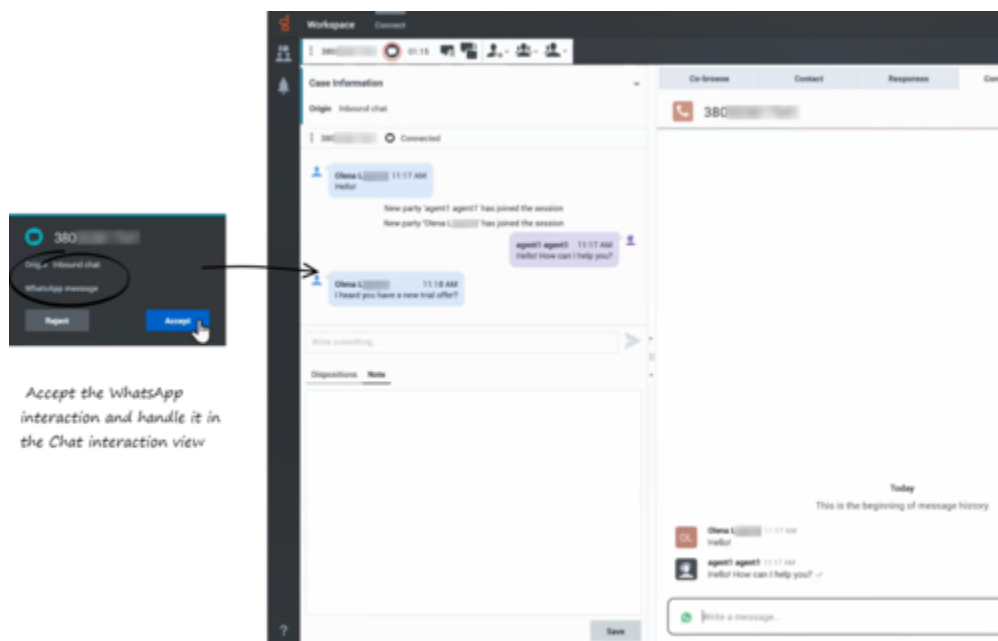 Workspace
Connect
380
01:15
Case Information
Origin Inbound chat
380
Connected
Olena L 11:17 AM
Hello!
New party 'agent1 agent1' has joined the session
New party 'Olena L' has joined the session
agent1 agent1 11:17 AM
Hello! How can I help you?
Olena L 11:18 AM
I heard you have a new trial offer?
Write something...
Dispositions
Note
Save
?
380
Origin Inbound chat
WhatsApp message
Reject
Accept
Accept the WhatsApp
interaction and handle it in
the Chat interaction view
Co-browse
Contact
Responses
380
Today
This is the beginning of message history
OL
Olena L 11:17 AM
Hello!
agent1 agent1 11:17 AM
Hello! How can I help you?
Write a message...